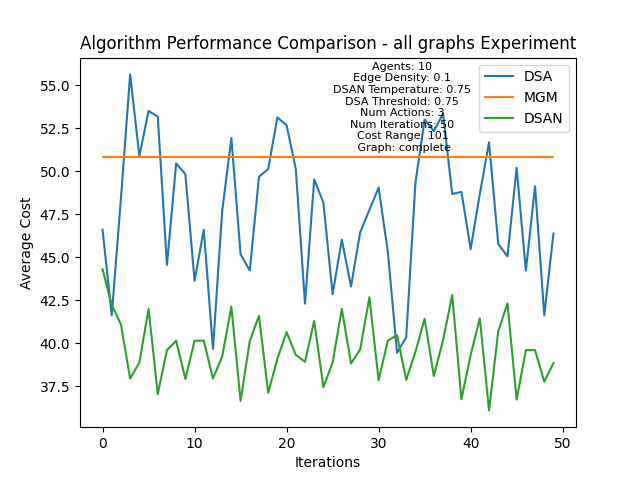 Algorithm Performance Comparison - all graphs Experiment
Agents: 10
Edge Density: 0.1
DSAN Temperature: 0.75
DSA Threshold: 0.75
Num Actions: 3
Num Iterations: 50
Cost Range: 101
Graph: complete
DSA
MGM
DSAN
Average Cost
55.0
52.5
50.0
47.5
45.0
42.5
40.0
37.5
0 10 20 30 40 50
Iterations